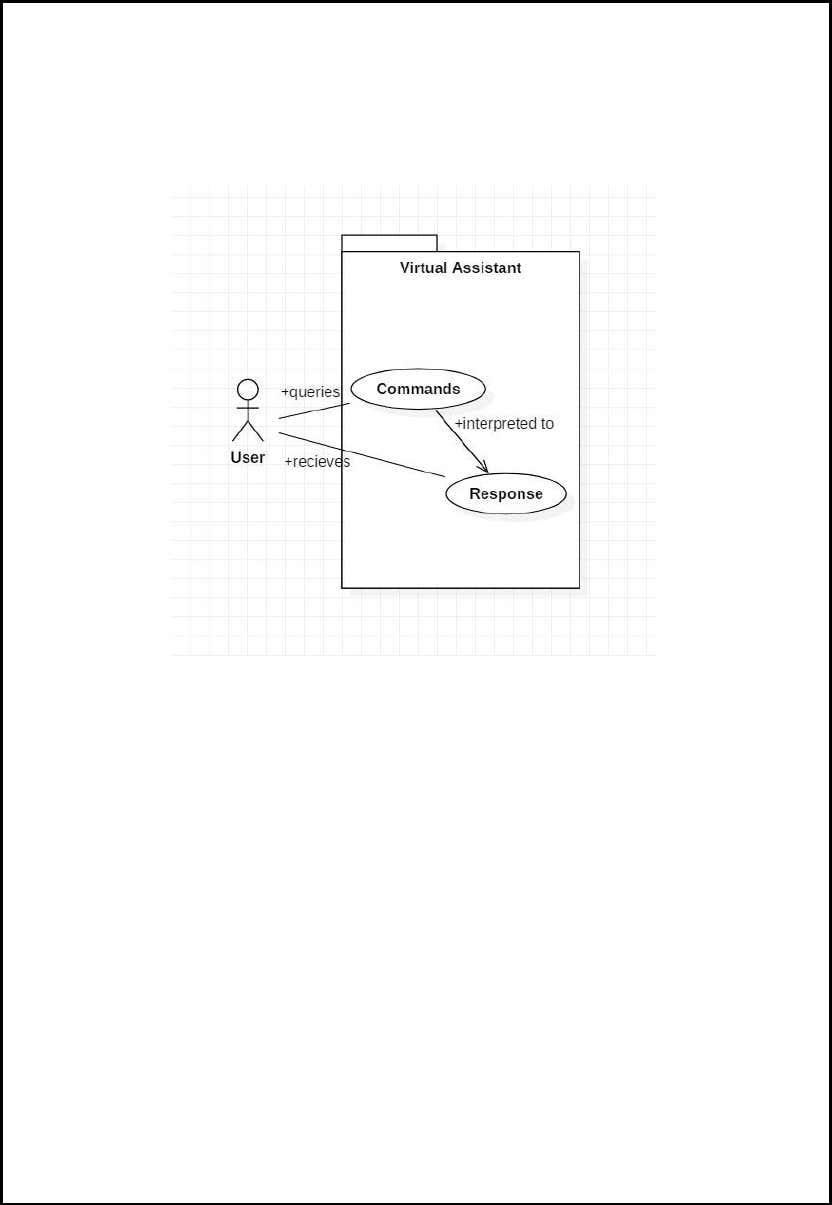 Virtual Assistant
+queries
Commands
+interpreted to
User
+recieves
Response